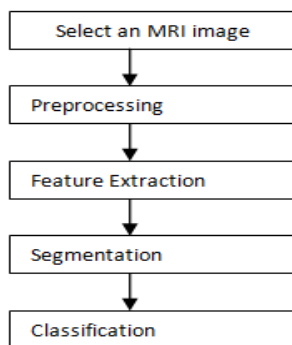 Select an MRI image
Preprocessing
Feature Extraction
Segmentation
Classification